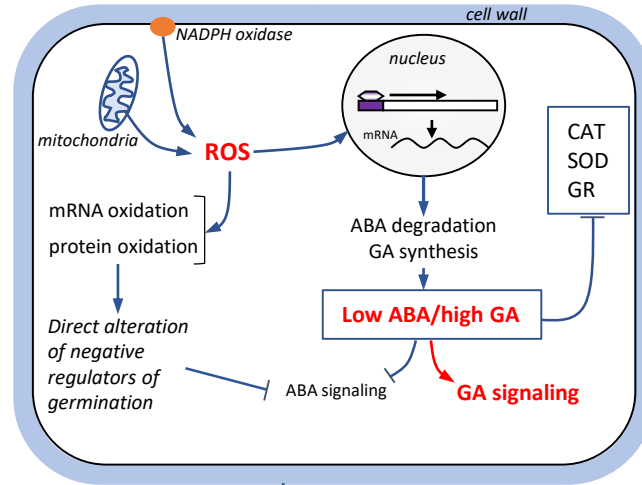 cell wall
NADPH oxidase
nucleus
mitochondria
mRNA
ROS
CAT
SOD
GR
mRNA oxidation
protein oxidation
ABA degradation
GA synthesis
Low ABA/high GA
Direct alteration
of negative
regulators of
germination
ABA signaling
GA signaling